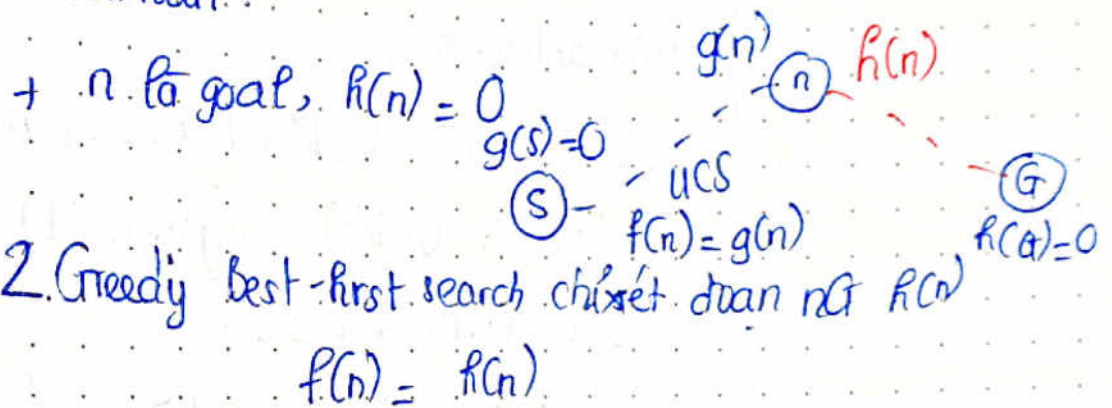 + n là goal, h(n) = 0
g(n) n h(n)
g(S)=0
S UCS G
f(n) = g(n) h(G)=0
2. Greedy best-first search chỉ xét đoạn nG h(n)
f(n) = h(n)